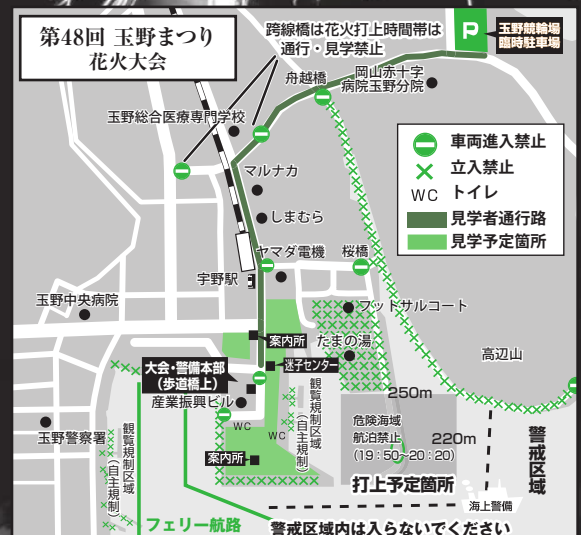 第48回 玉野まつり
花火大会
跨線橋は花火打上時間帯は
通行・見学禁止
P
玉野競輪場
臨時駐車場
舟越橋
岡山赤十字
病院玉野分院
玉野総合医療専門学校
車両進入禁止
立入禁止
WC トイレ
見学者通行路
見学予定箇所
マルナカ
しまむら
ヤマダ電機
桜橋
宇野駅
玉野中央病院
フットサルコート
案内所
たまの湯
高辺山
大会・警備本部
(歩道橋上)
迷子センター
産業振興ビル
観覧規制区域
(自主規制)
250m
危険海域
航泊禁止
(19:50~20:20)
220m
警戒区域
玉野警察署
観覧規制区域
(自主規制)
WC
WC
案内所
打上予定箇所
海上警備
フェリー航路
警戒区域内は入らないでください